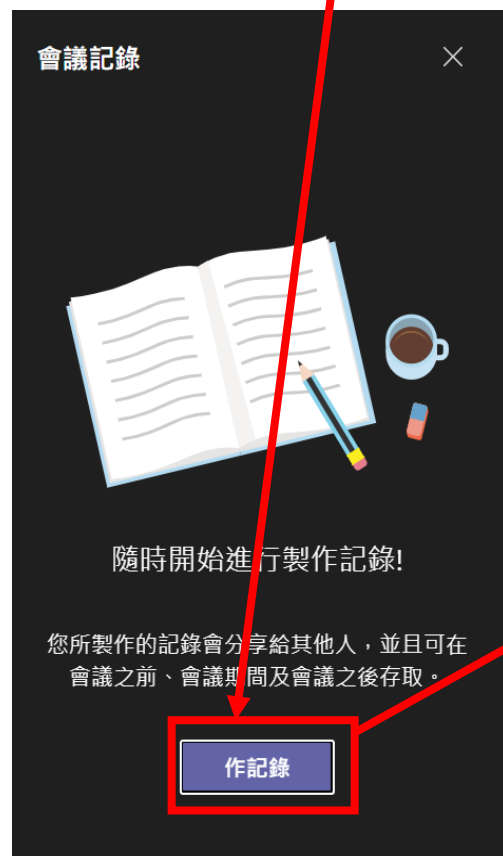 會議記錄
隨時開始進行製作記錄!
您所製作的記錄會分享給其他人，並且可在
會議之前、會議期間及會議之後存取。
作記錄